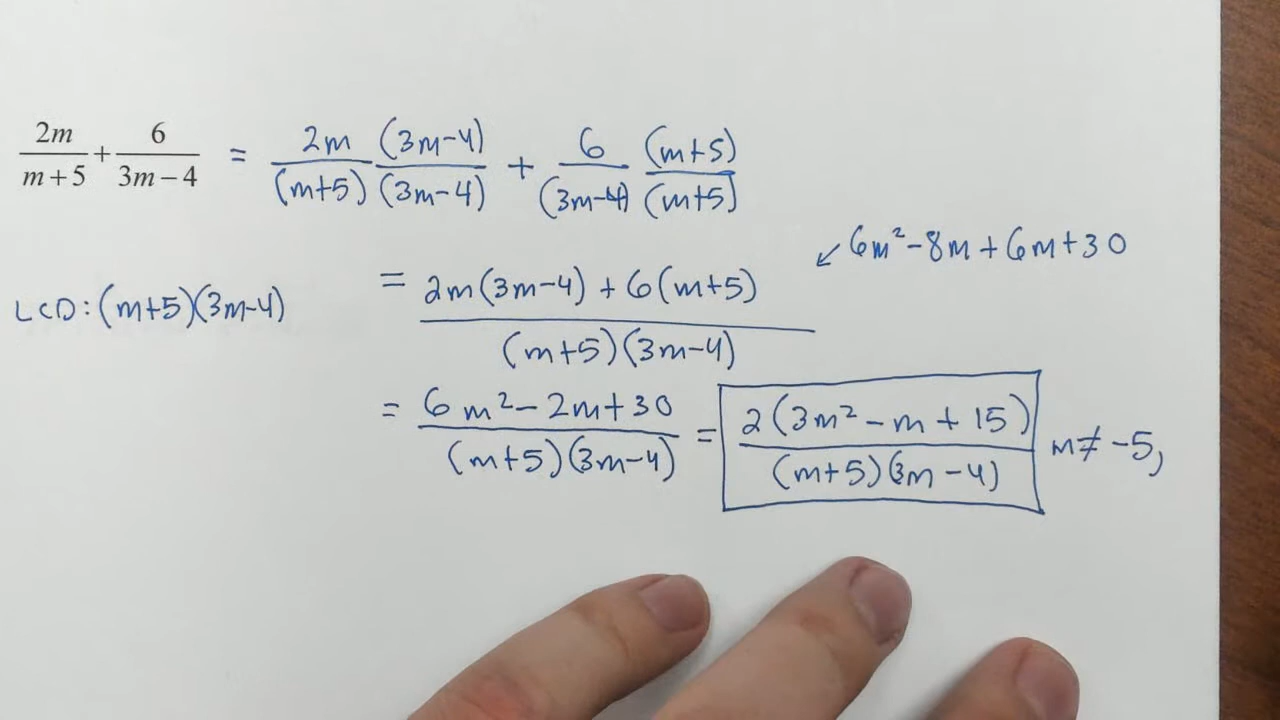 2m/(m+5) + 6/(3m−4) = 2m/(m+5) (3m−4)/(3m−4) + 6/(3m−4) (m+5)/(m+5)
↙ 6m²−8m+6m+30
LCD: (m+5)(3m−4)
= (2m(3m−4)+6(m+5))/((m+5)(3m−4))
= (6m²−2m+30)/((m+5)(3m−4)) = 2(3m²−m+15)/((m+5)(3m−4)) m≠−5,